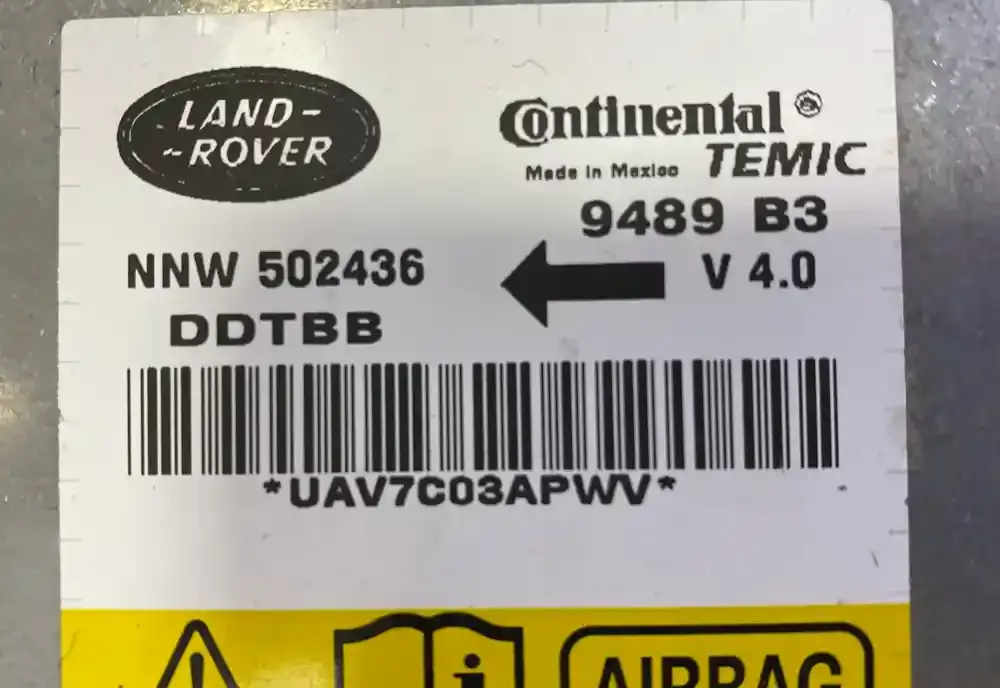 LAND-
-ROVER
Continental
Made in Mexico TEMIC
9489 B3
NNW 502436
V 4.0
DDTBB
*UAV7C03APWV*
i
AIRBAG